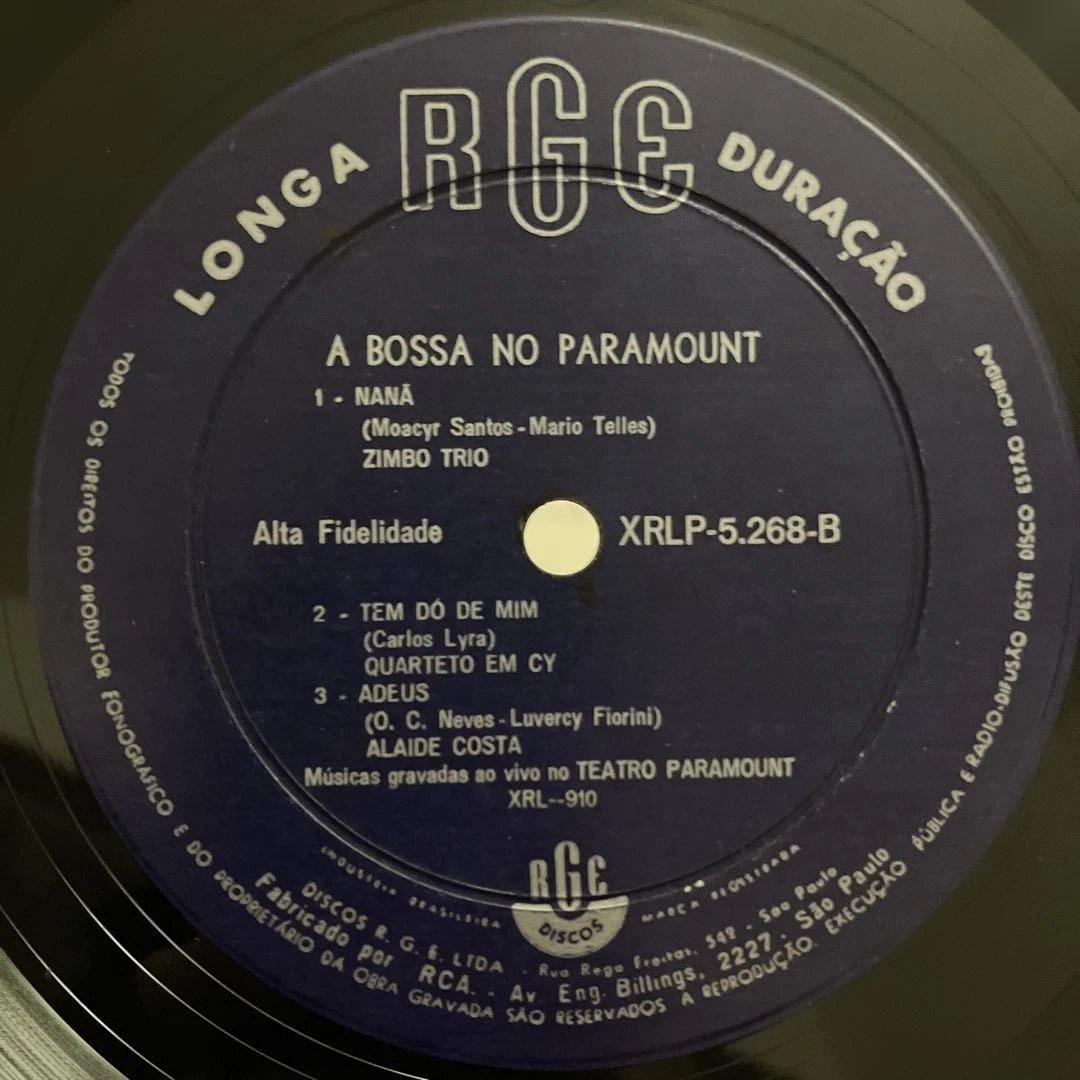 LONGA RGE DURAÇÃO
A BOSSA NO PARAMOUNT
1 - NANÃ
(Moacyr Santos - Mario Telles)
ZIMBO TRIO
Alta Fidelidade XRLP-5.268-B
2 - TEM DÓ DE MIM
(Carlos Lyra)
QUARTETO EM CY
3 - ADEUS
(O. C. Neves - Luvercy Fiorini)
ALAIDE COSTA
Músicas gravadas ao vivo no TEATRO PARAMOUNT
XRL--910
RGE
DISCOS
INDÚSTRIA BRASILEIRA MARCA REGISTRADA
DISCOS R. G. E. LTDA - Rua Rego Freitas, 549 - São Paulo
Fabricado por RCA. - Av. Eng. Billings, 2227 - São Paulo
TODOS OS DIREITOS DO PRODUTOR FONOGRÁFICO E DO PROPRIETÁRIO DA OBRA GRAVADA SÃO RESERVADOS A REPRODUÇÃO. EXECUÇÃO PÚBLICA E RADIO-DIFUSÃO DESTE DISCO ESTÃO PROIBIDAS